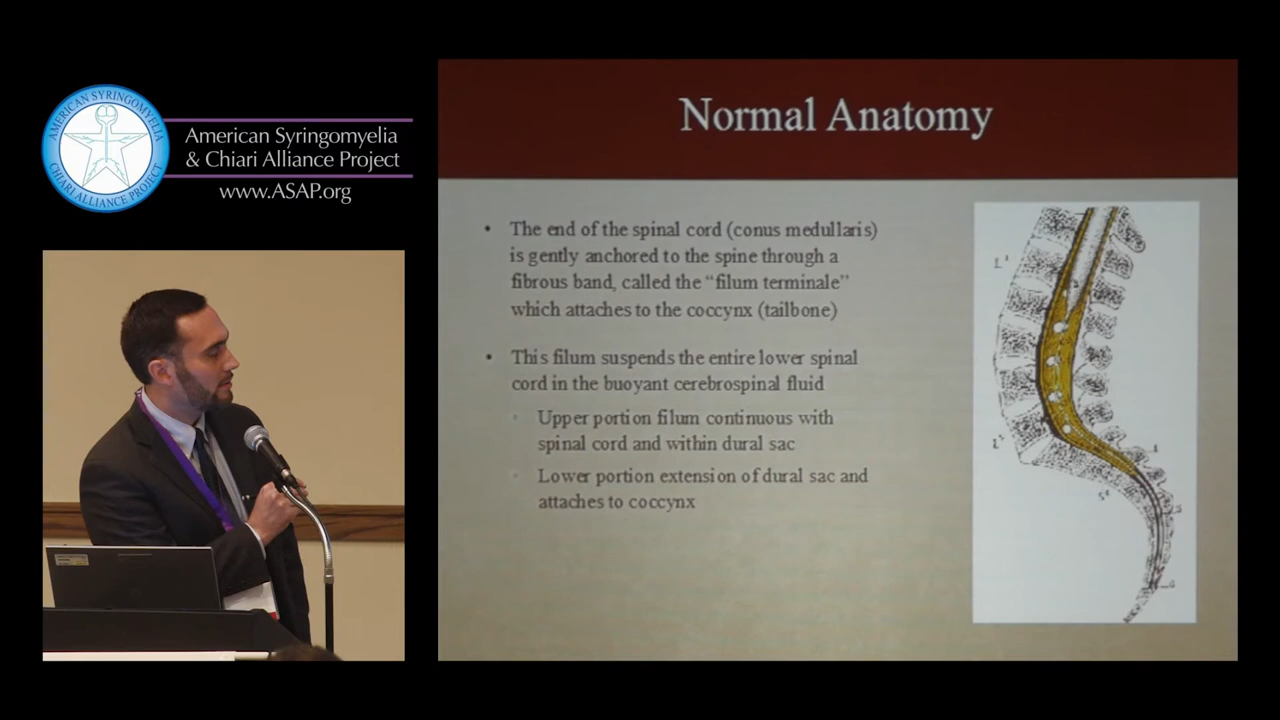 AMERICAN SYRINGOMYELIA
CHIARI ALLIANCE PROJECT
American Syringomyelia
& Chiari Alliance Project
www.ASAP.org
Normal Anatomy
• The end of the spinal cord (conus medullaris)
is gently anchored to the spine through a
fibrous band, called the “filum terminale”
which attaches to the coccynx (tailbone)
• This filum suspends the entire lower spinal
cord in the buoyant cerebrospinal fluid
Upper portion filum continuous with
spinal cord and within dural sac
Lower portion extension of dural sac and
attaches to coccynx